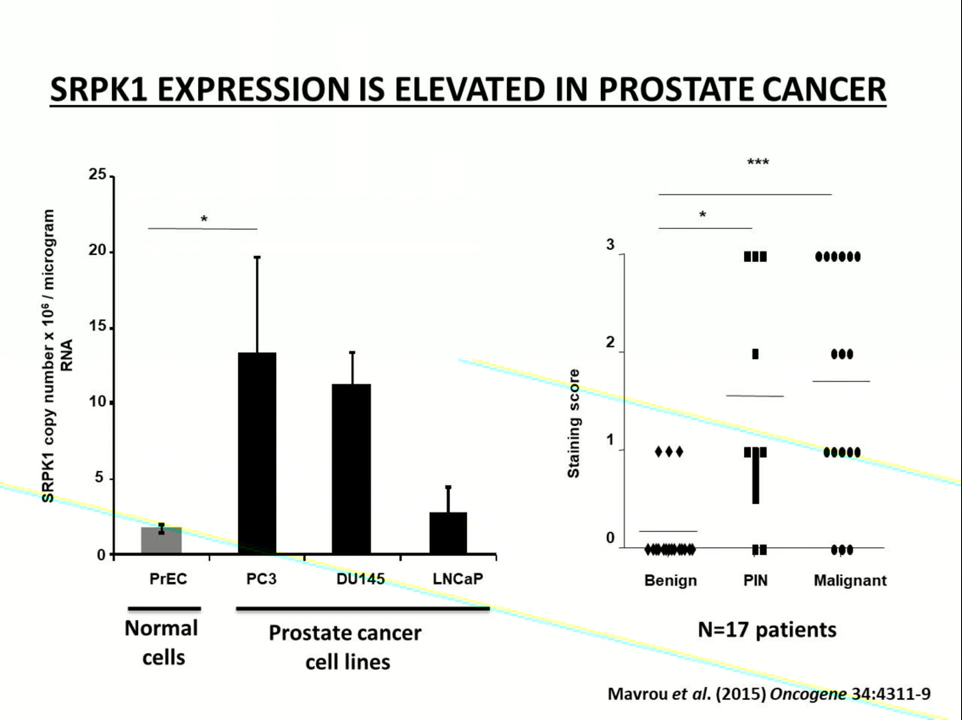 SRPK1 EXPRESSION IS ELEVATED IN PROSTATE CANCER
SRPK1 copy number x 10⁶ / microgram
RNA
25
20
15
10
5
0
*
PrEC
PC3
DU145
LNCaP
Normal
cells
Prostate cancer
cell lines
***
*
Staining score
3
2
1
0
Benign
PIN
Malignant
N=17 patients
Mavrou et al. (2015) Oncogene 34:4311-9